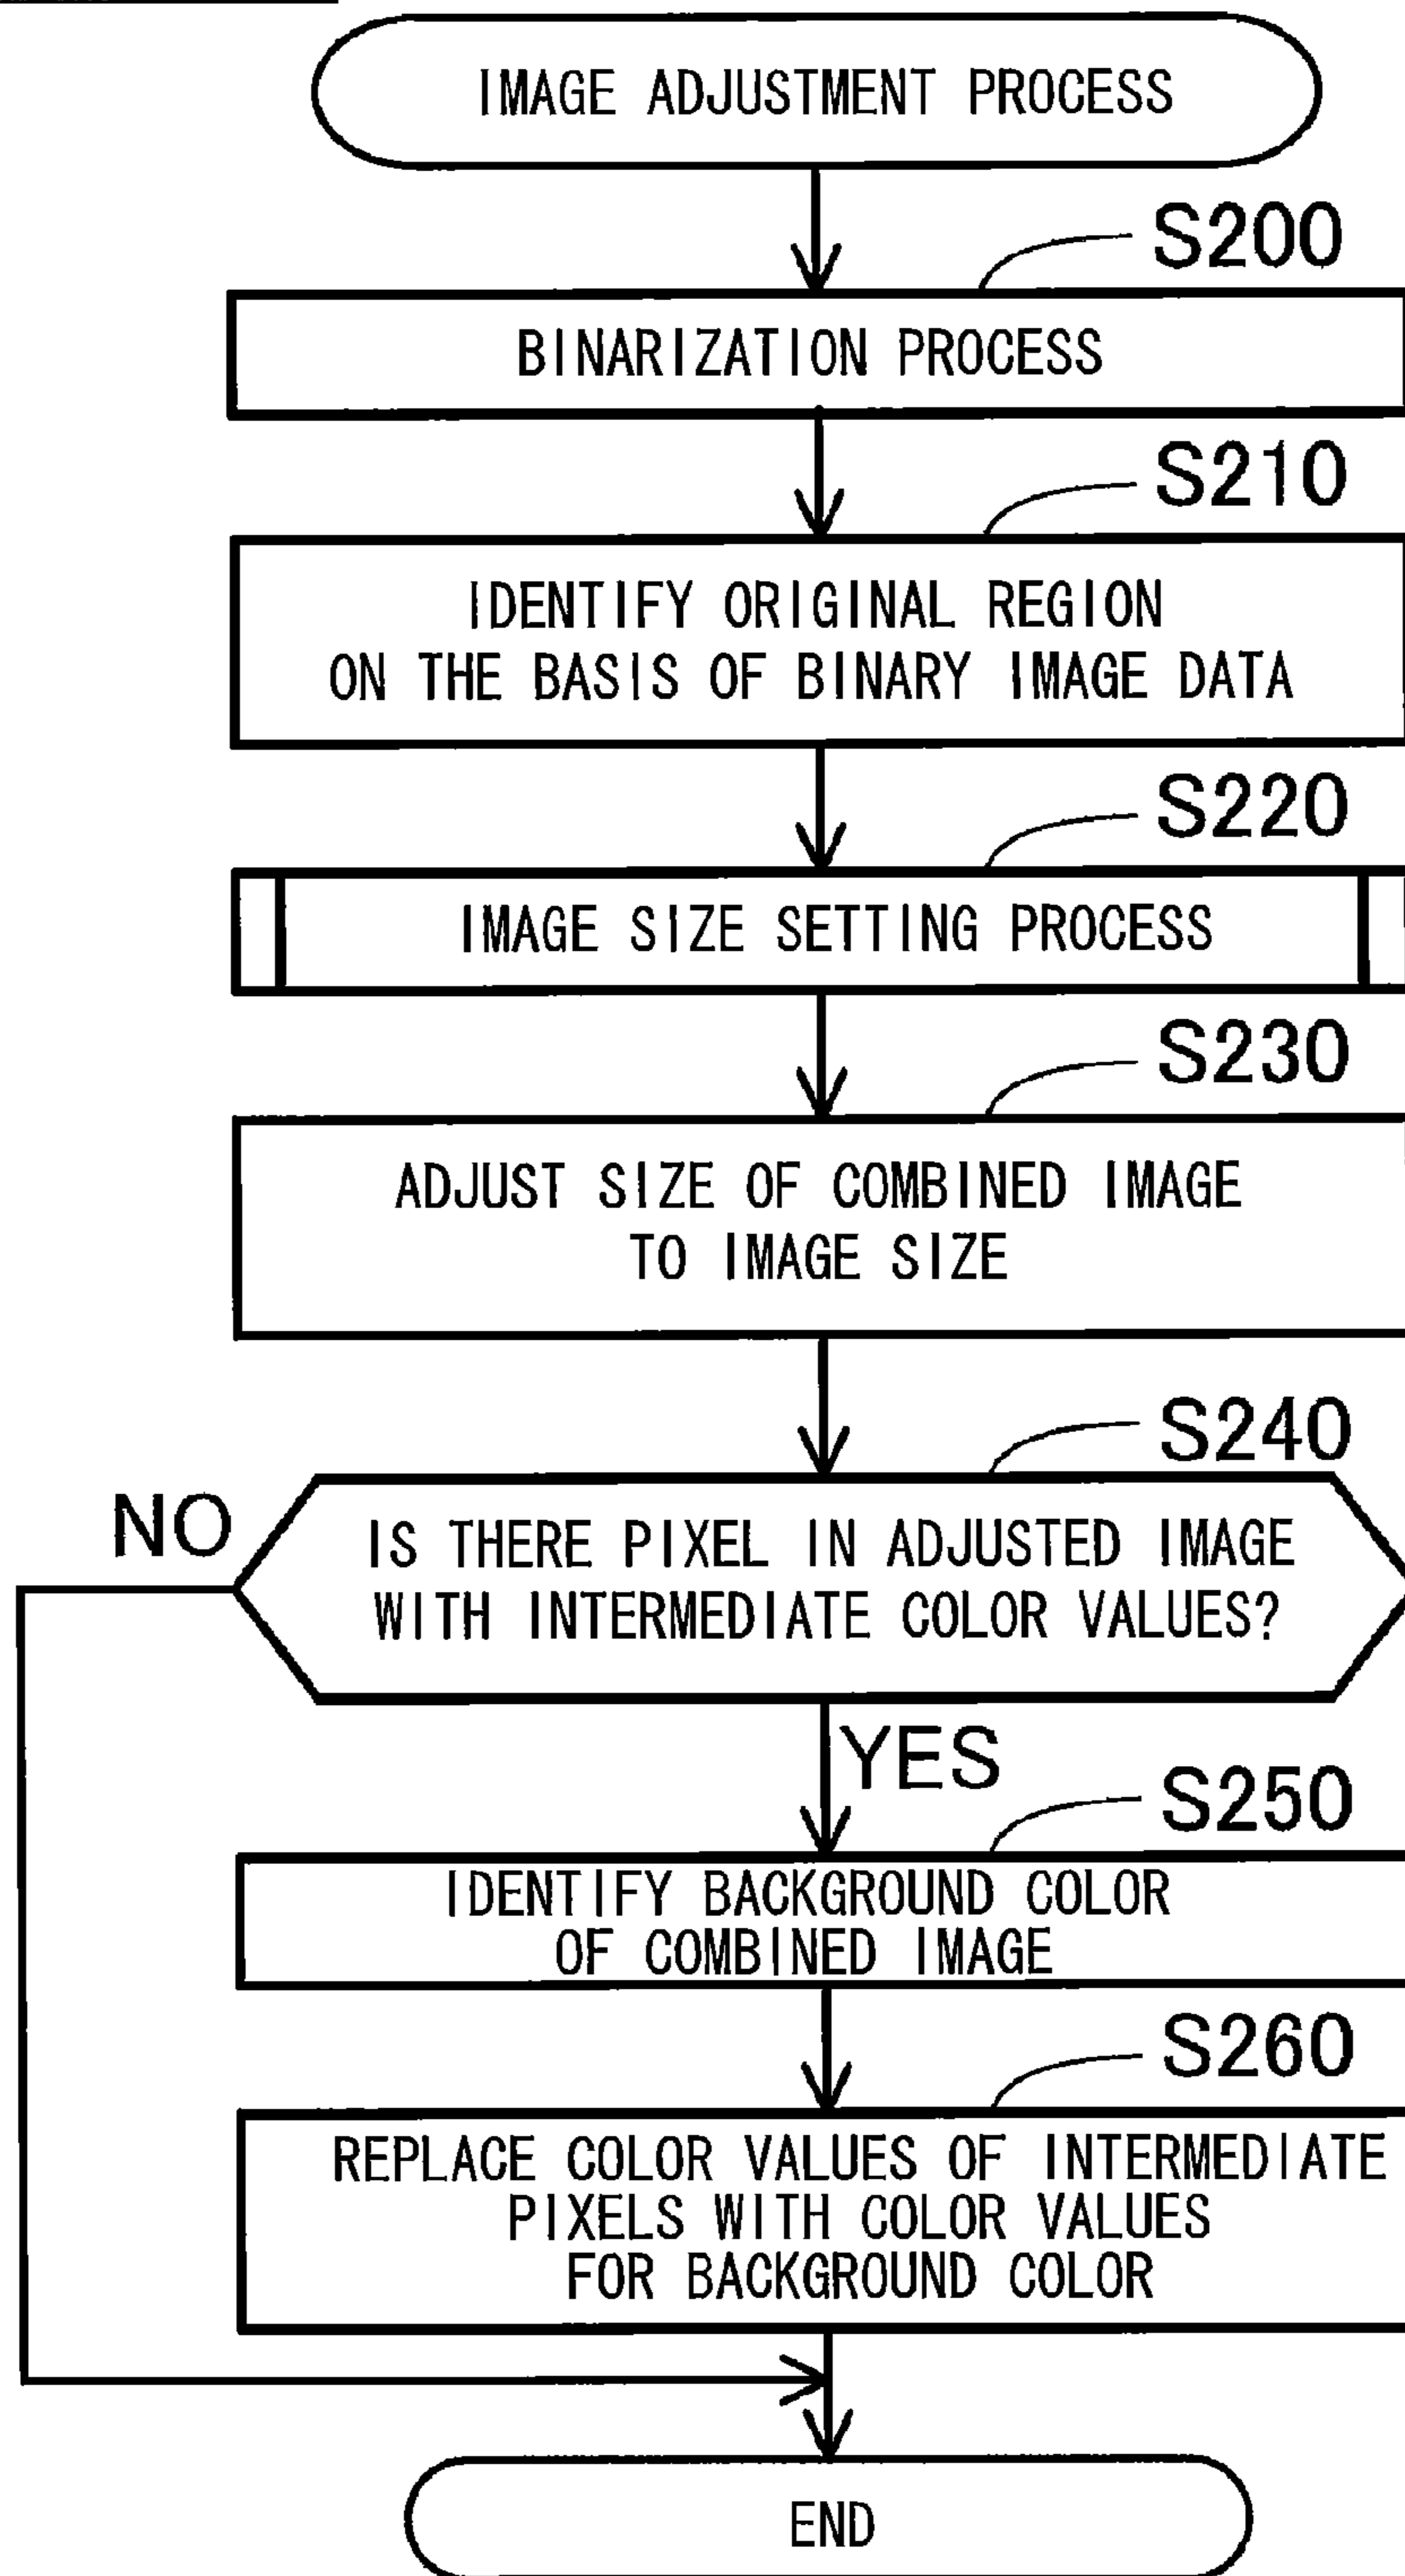 IMAGE ADJUSTMENT PROCESS
S200
BINARIZATION PROCESS
S210
IDENTIFY ORIGINAL REGION
ON THE BASIS OF BINARY IMAGE DATA
S220
IMAGE SIZE SETTING PROCESS
S230
ADJUST SIZE OF COMBINED IMAGE
TO IMAGE SIZE
S240
NO
IS THERE PIXEL IN ADJUSTED IMAGE
WITH INTERMEDIATE COLOR VALUES?
YES
S250
IDENTIFY BACKGROUND COLOR
OF COMBINED IMAGE
S260
REPLACE COLOR VALUES OF INTERMEDIATE
PIXELS WITH COLOR VALUES
FOR BACKGROUND COLOR
END